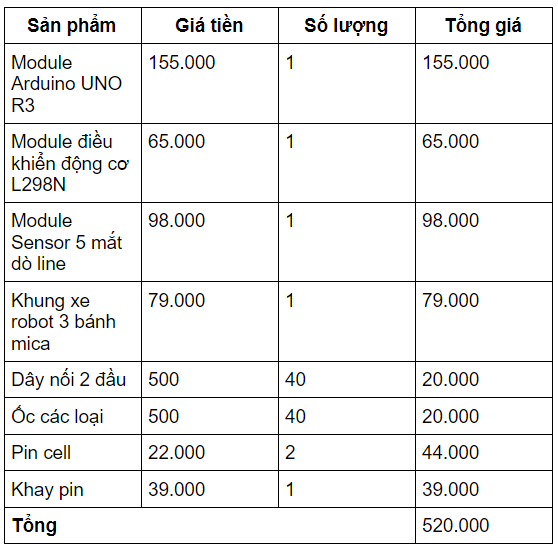 Sản phẩm Giá tiền Số lượng Tổng giá
Module 155.000 1 155.000
Arduino UNO
R3
Module điều 65.000 1 65.000
khiển động cơ
L298N
Module 98.000 1 98.000
Sensor 5 mắt
dò line
Khung xe 79.000 1 79.000
robot 3 bánh
mica
Dây nối 2 đầu 500 40 20.000
Ốc các loại 500 40 20.000
Pin cell 22.000 2 44.000
Khay pin 39.000 1 39.000
Tổng 520.000